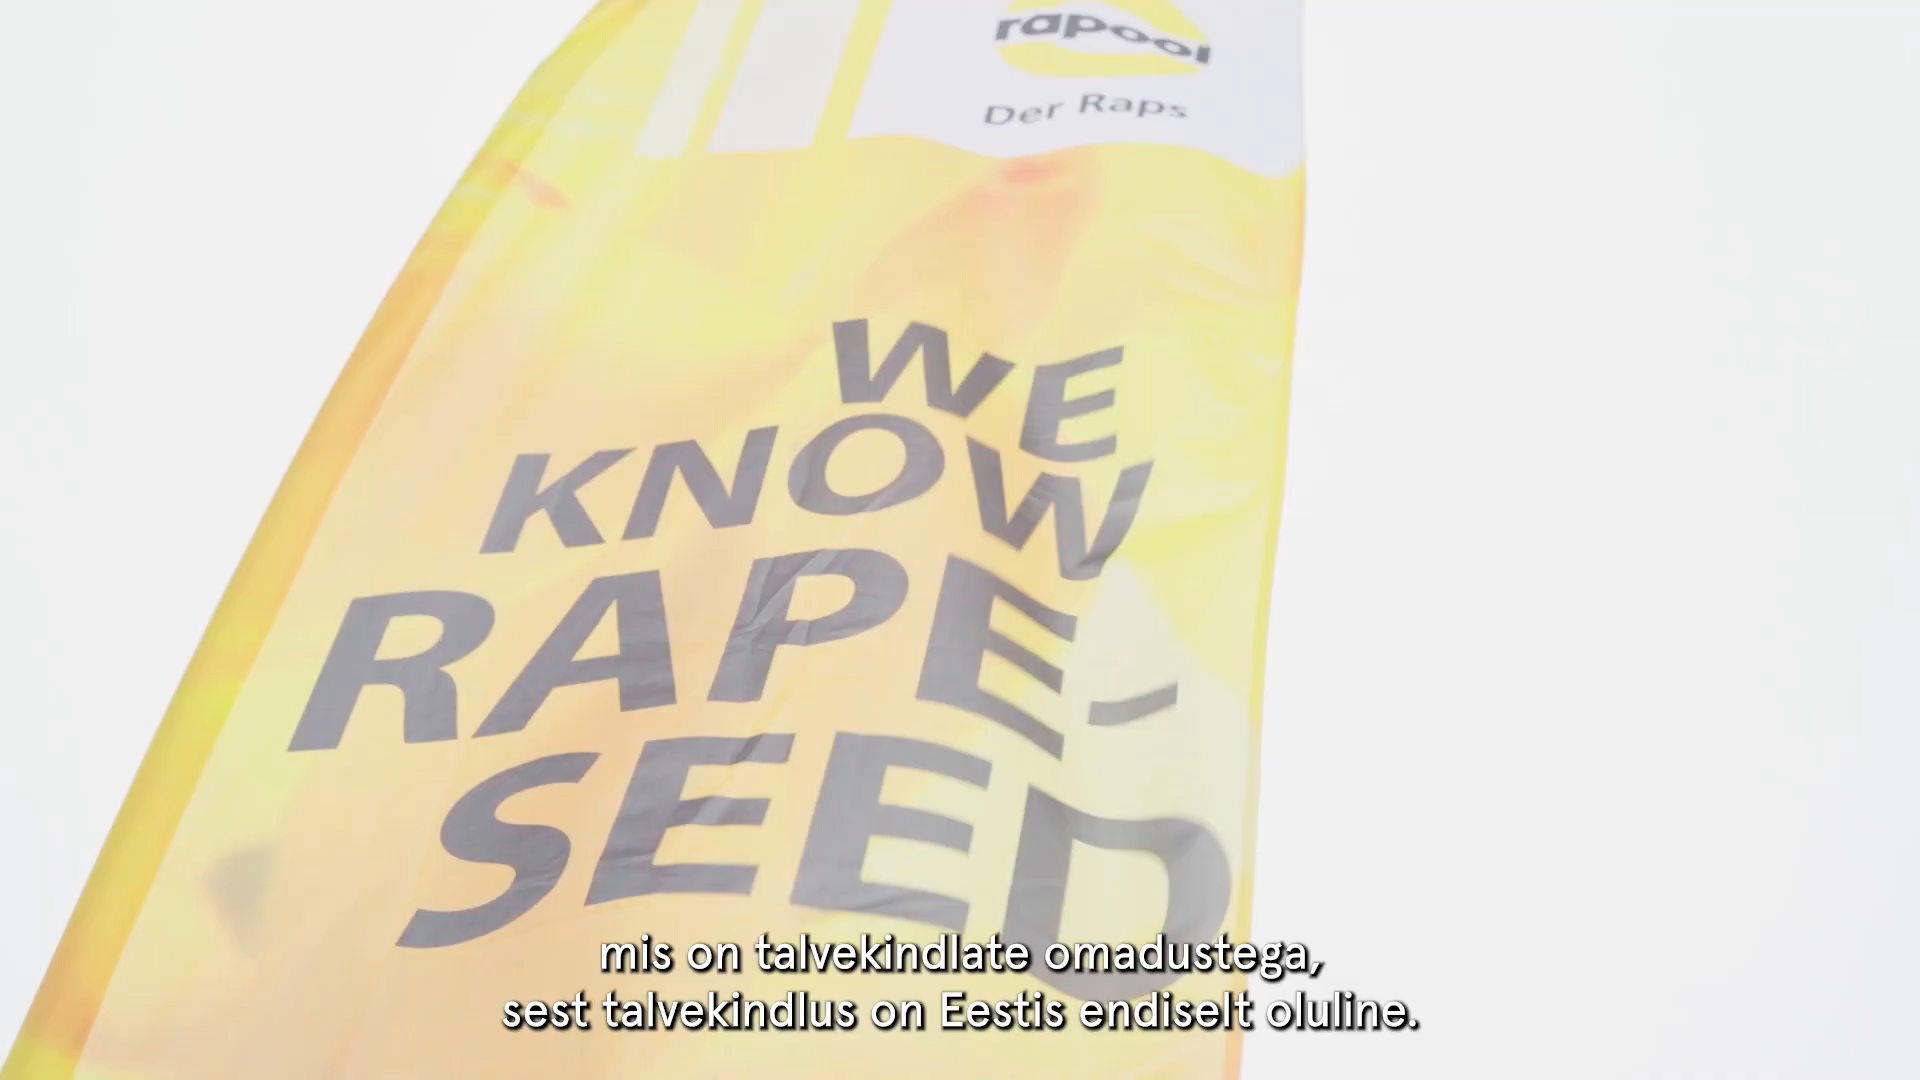 rapool
Der Raps
WE
KNOW
RAPE-
SEED
mis on talvekindlate omadustega,
sest talvekindlus on Eestis endiselt oluline.